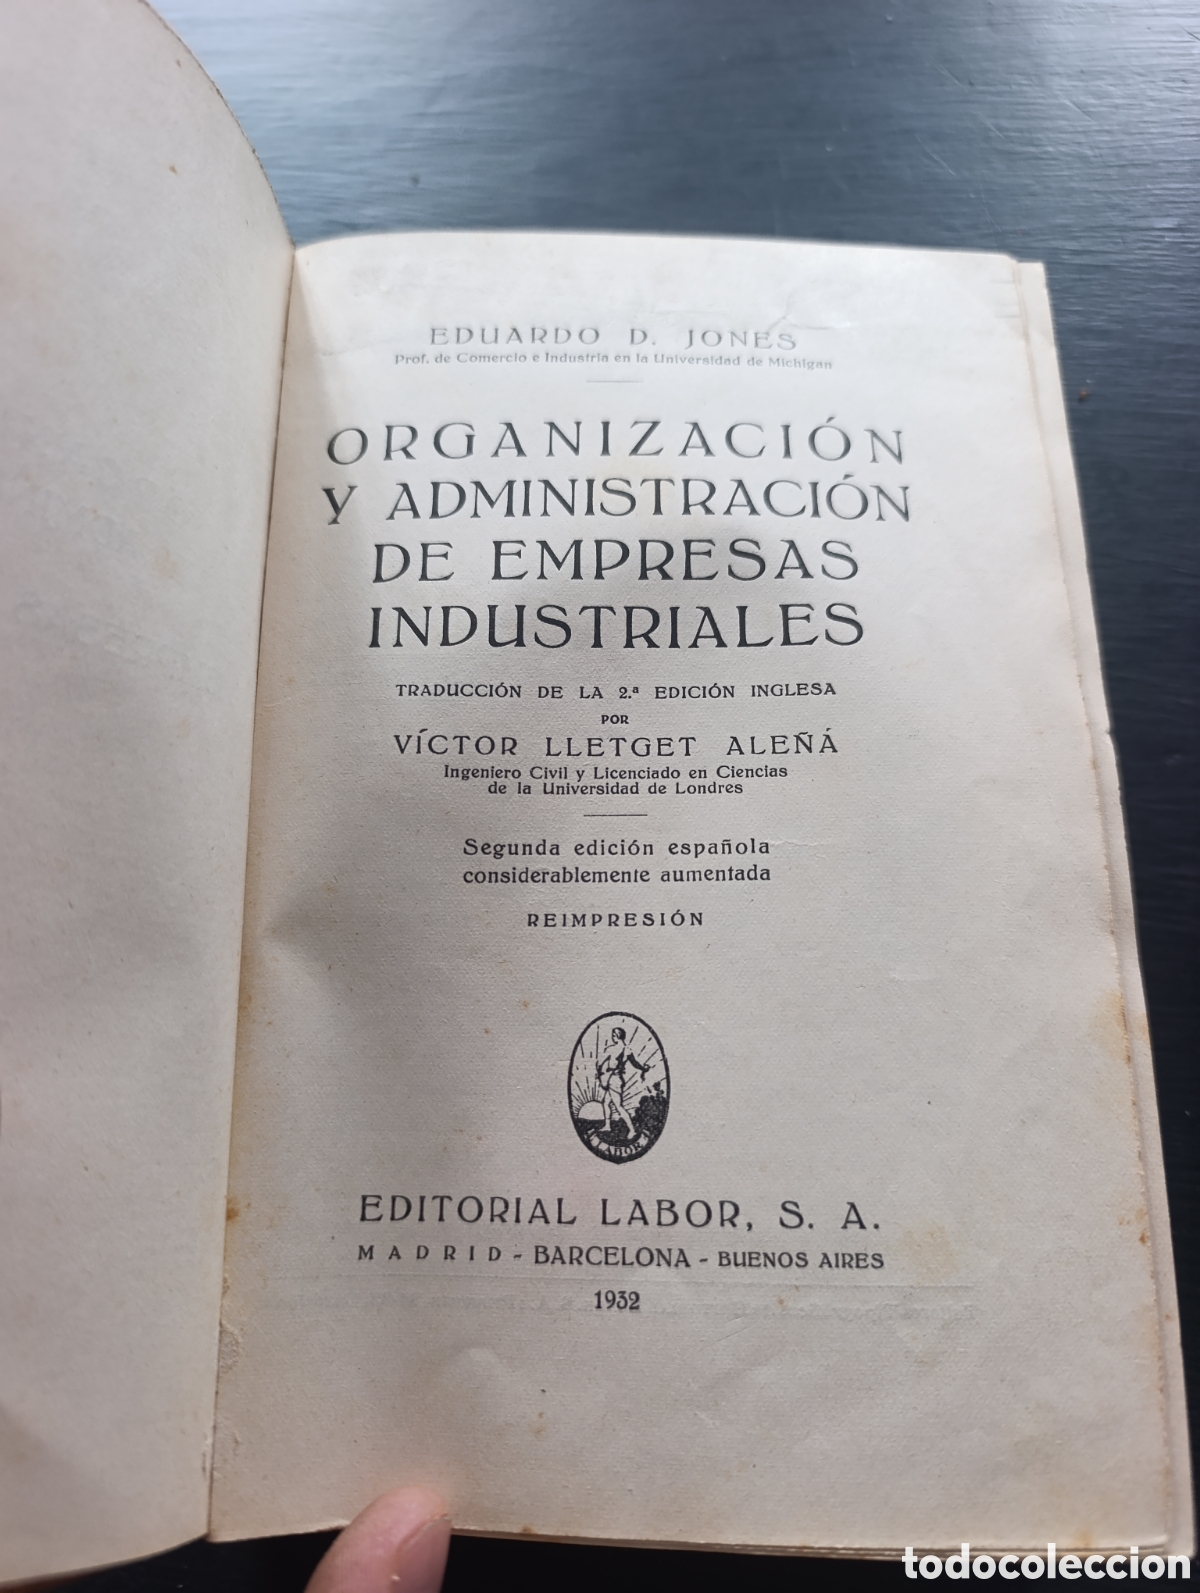 EDUARDO D. JONES
Prof. de Comercio e Industria en la Universidad de Michigan
ORGANIZACIÓN
Y ADMINISTRACIÓN
DE EMPRESAS
INDUSTRIALES
TRADUCCIÓN DE LA 2.ª EDICIÓN INGLESA
POR
VÍCTOR LLETGET ALEÑÁ
Ingeniero Civil y Licenciado en Ciencias
de la Universidad de Londres
Segunda edición española
considerablemente aumentada
REIMPRESIÓN
LABOR
EDITORIAL LABOR, S. A.
MADRID - BARCELONA - BUENOS AIRES
1932
todocoleccion